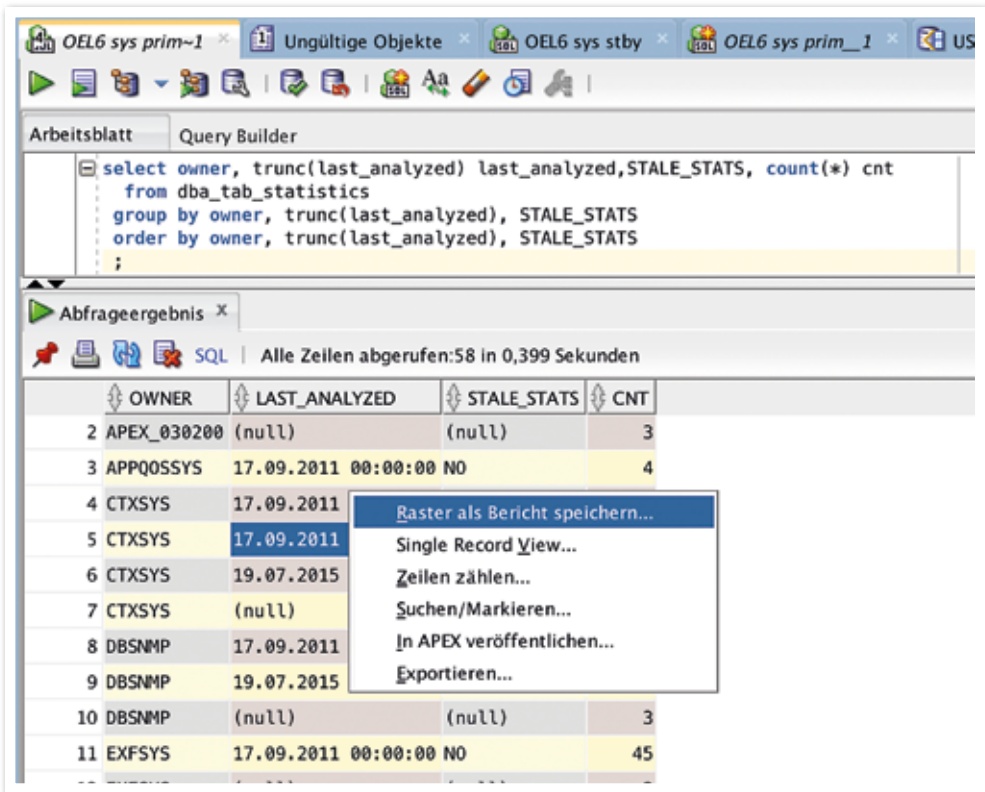 OEL6 sys prim~1 Ungültige Objekte OEL6 sys stby OEL6 sys prim__1 US
Arbeitsblatt Query Builder
select owner, trunc(last_analyzed) last_analyzed,STALE_STATS, count(*) cnt
from dba_tab_statistics
group by owner, trunc(last_analyzed), STALE_STATS
order by owner, trunc(last_analyzed), STALE_STATS
;
Abfrageergebnis
SQL | Alle Zeilen abgerufen:58 in 0,399 Sekunden
OWNER LAST_ANALYZED STALE_STATS CNT
2 APEX_030200 (null) (null) 3
3 APPQOSSYS 17.09.2011 00:00:00 NO 4
4 CTXSYS 17.09.2011
5 CTXSYS 17.09.2011
6 CTXSYS 19.07.2015
7 CTXSYS (null)
8 DBSNMP 17.09.2011
9 DBSNMP 19.07.2015
10 DBSNMP (null) (null) 3
11 EXFSYS 17.09.2011 00:00:00 NO 45
Raster als Bericht speichern...
Single Record View...
Zeilen zählen...
Suchen/Markieren...
In APEX veröffentlichen...
Exportieren...